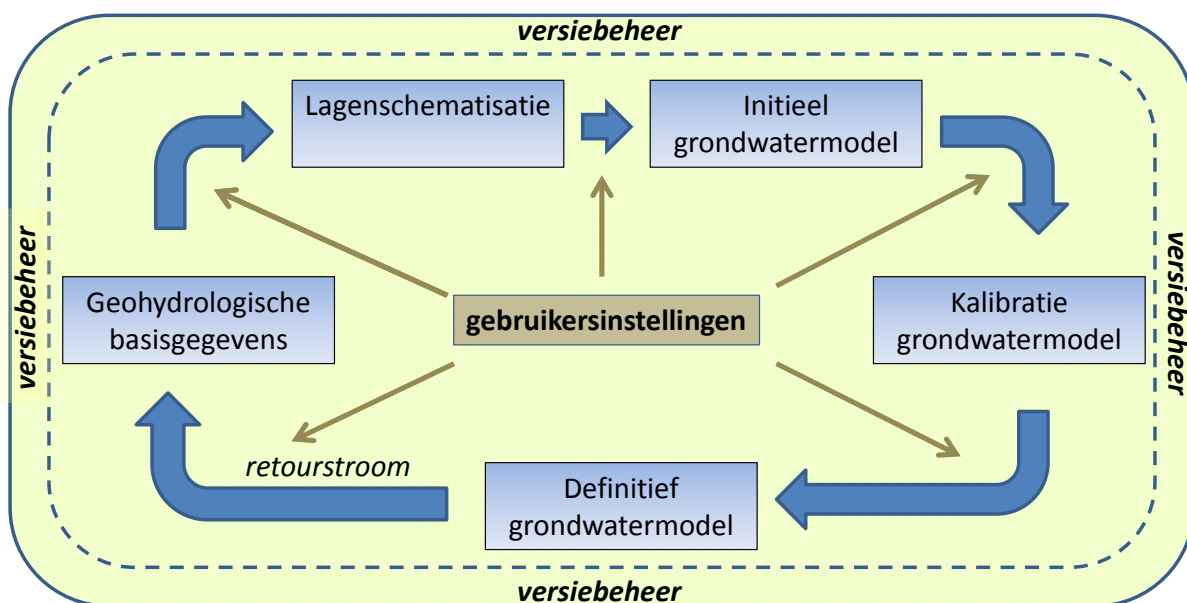 versiebeheer
Lagenschematisatie
Initieel
grondwatermodel
versiebeheer
Geohydrologische
basisgegevens
gebruikersinstellingen
Kalibratie
grondwatermodel
versiebeheer
retourstroom
Definitief
grondwatermodel
versiebeheer